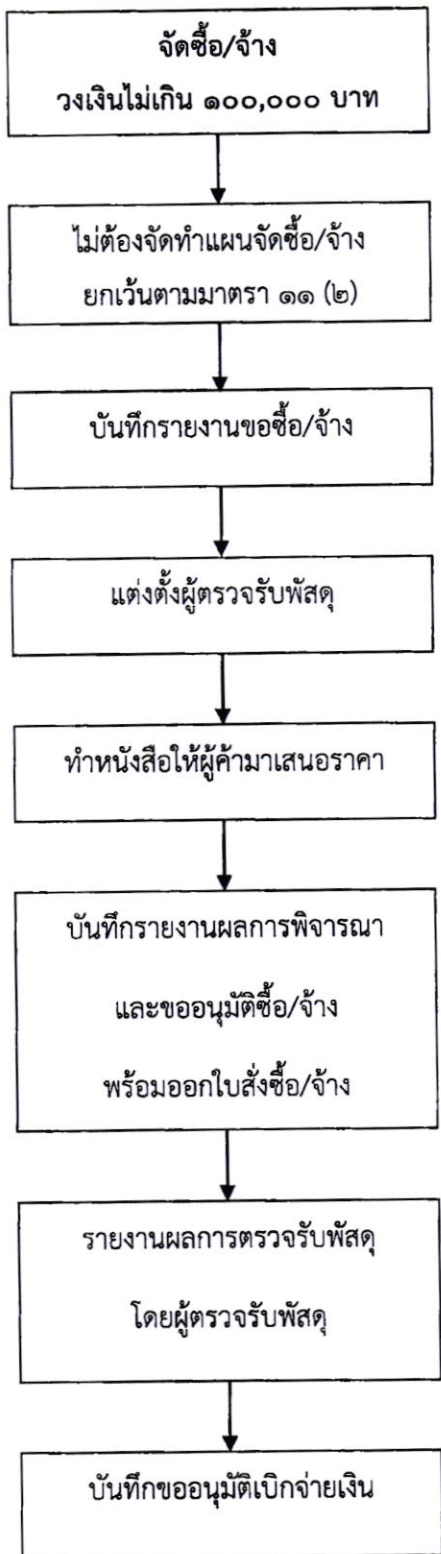 จัดซื้อ/จ้าง
วงเงินไม่เกิน ๑๐๐,๐๐๐ บาท
ไม่ต้องจัดทำแผนจัดซื้อ/จ้าง
ยกเว้นตามมาตรา ๑๑ (๒)
บันทึกรายงานขอซื้อ/จ้าง
แต่งตั้งผู้ตรวจรับพัสดุ
ทำหนังสือให้ผู้ค้ามาเสนอราคา
บันทึกรายงานผลการพิจารณา
และขออนุมัติซื้อ/จ้าง
พร้อมออกใบสั่งซื้อ/จ้าง
รายงานผลการตรวจรับพัสดุ
โดยผู้ตรวจรับพัสดุ
บันทึกขออนุมัติเบิกจ่ายเงิน